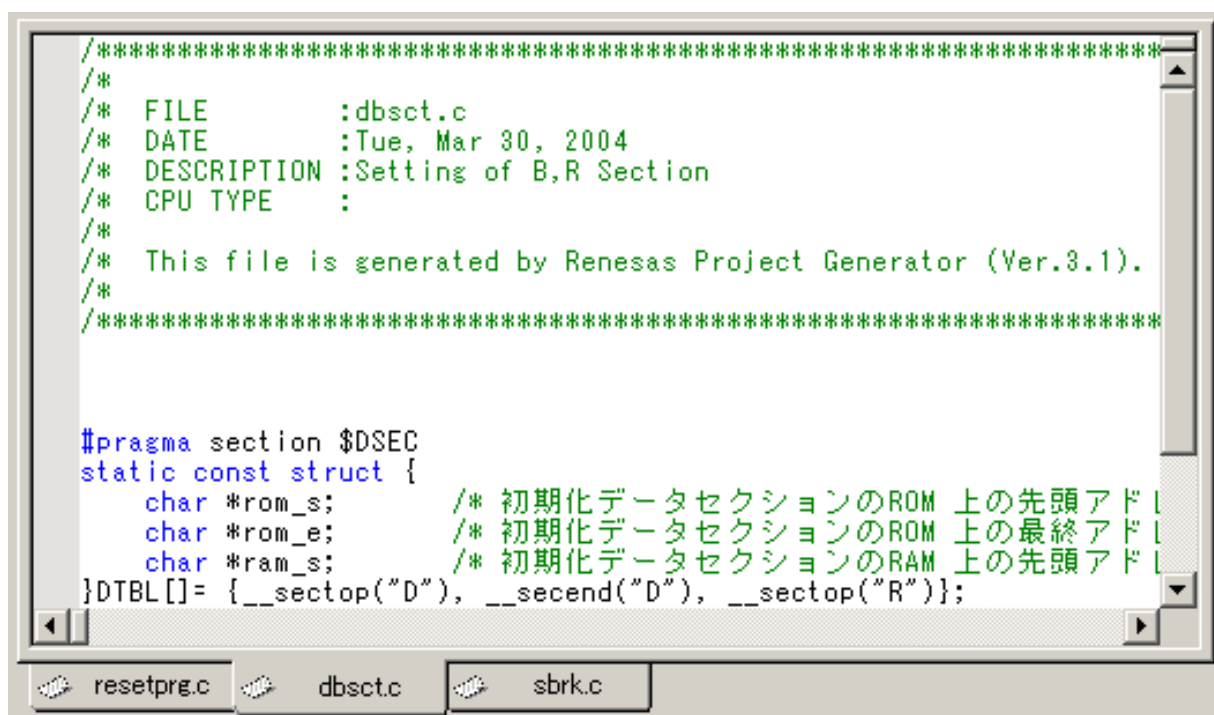 /******************************************************************
/*
/*  FILE        :dbsct.c
/*  DATE        :Tue, Mar 30, 2004
/*  DESCRIPTION :Setting of B,R Section
/*  CPU TYPE    :
/*
/*  This file is generated by Renesas Project Generator (Ver.3.1).
/*
/******************************************************************
#pragma section $DSEC
static const struct {
    char *rom_s;       /* 初期化データセクションのROM 上の先頭アド
    char *rom_e;       /* 初期化データセクションのROM 上の最終アド
    char *ram_s;       /* 初期化データセクションのRAM 上の先頭アド
}DTBL[]= {__sectop("D"), __secend("D"), __sectop("R")};
resetprg.c dbsct.c sbrk.c